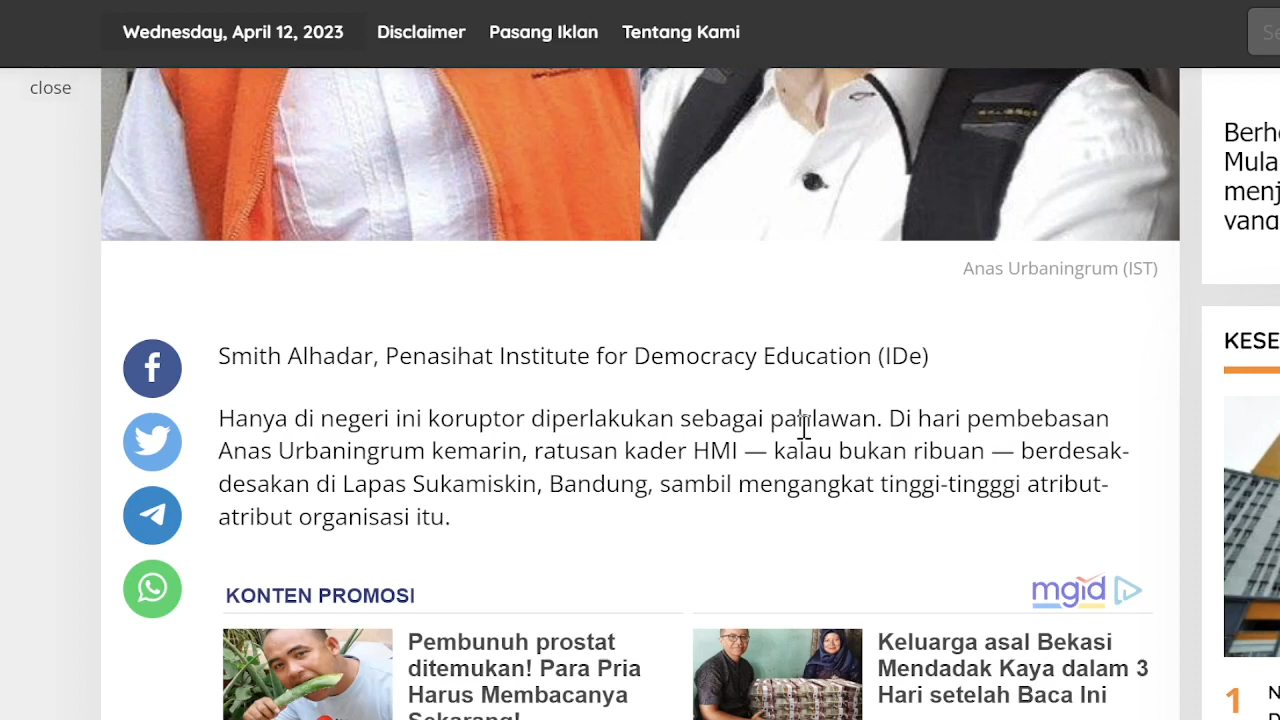 Wednesday, April 12, 2023
Disclaimer
Pasang Iklan
Tentang Kami
close
Anas Urbaningrum (IST)
Smith Alhadar, Penasihat Institute for Democracy Education (IDe)
Hanya di negeri ini koruptor diperlakukan sebagai pahlawan. Di hari pembebasan
Anas Urbaningrum kemarin, ratusan kader HMI — kalau bukan ribuan — berdesak-
desakan di Lapas Sukamiskin, Bandung, sambil mengangkat tinggi-tingggi atribut-
atribut organisasi itu.
KONTEN PROMOSI
mgid
Pembunuh prostat
ditemukan! Para Pria
Harus Membacanya
Sekarang!
Keluarga asal Bekasi
Mendadak Kaya dalam 3
Hari setelah Baca Ini
Mula
menj
KESE
1